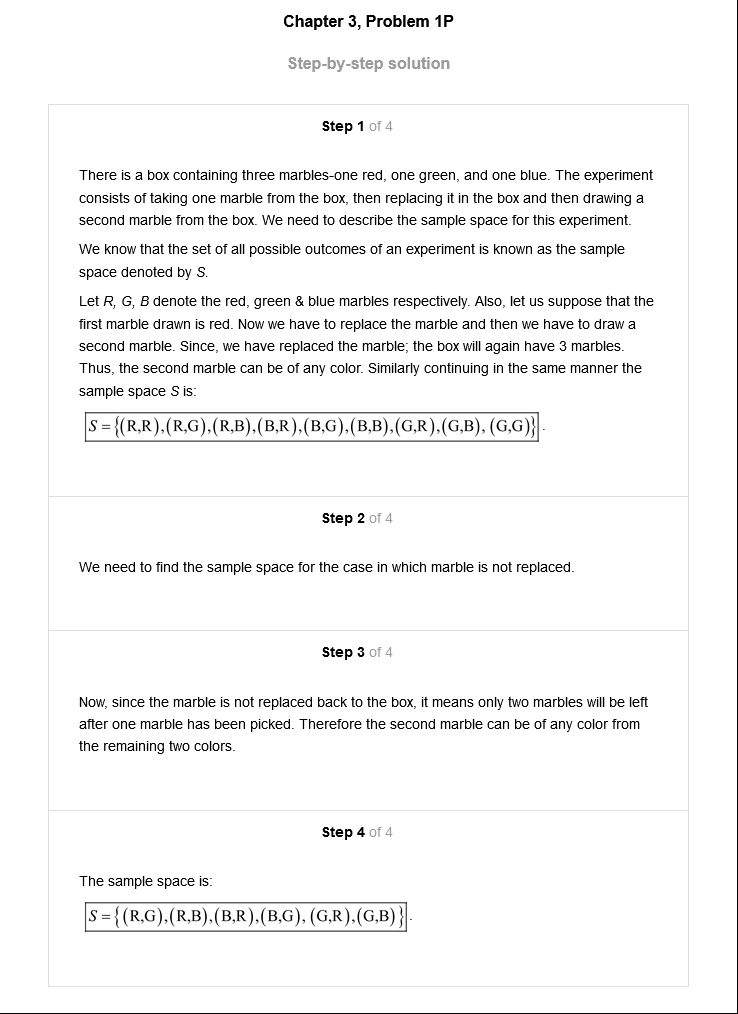 Chapter 3, Problem 1P
Step-by-step solution
Step 1 of 4
There is a box containing three marbles-one red, one green, and one blue. The experiment
consists of taking one marble from the box, then replacing it in the box and then drawing a
second marble from the box. We need to describe the sample space for this experiment.
We know that the set of all possible outcomes of an experiment is known as the sample
space denoted by S.
Let R, G, B denote the red, green & blue marbles respectively. Also, let us suppose that the
first marble drawn is red. Now we have to replace the marble and then we have to draw a
second marble. Since, we have replaced the marble; the box will again have 3 marbles.
Thus, the second marble can be of any color. Similarly continuing in the same manner the
sample space S is:
S = {(R,R),(R,G),(R,B),(B,R),(B,G),(B,B),(G,R),(G,B), (G,G)}.
Step 2 of 4
We need to find the sample space for the case in which marble is not replaced.
Step 3 of 4
Now, since the marble is not replaced back to the box, it means only two marbles will be left
after one marble has been picked. Therefore the second marble can be of any color from
the remaining two colors.
Step 4 of 4
The sample space is:
S = { (R,G),(R,B),(B,R),(B,G), (G,R),(G,B) }.